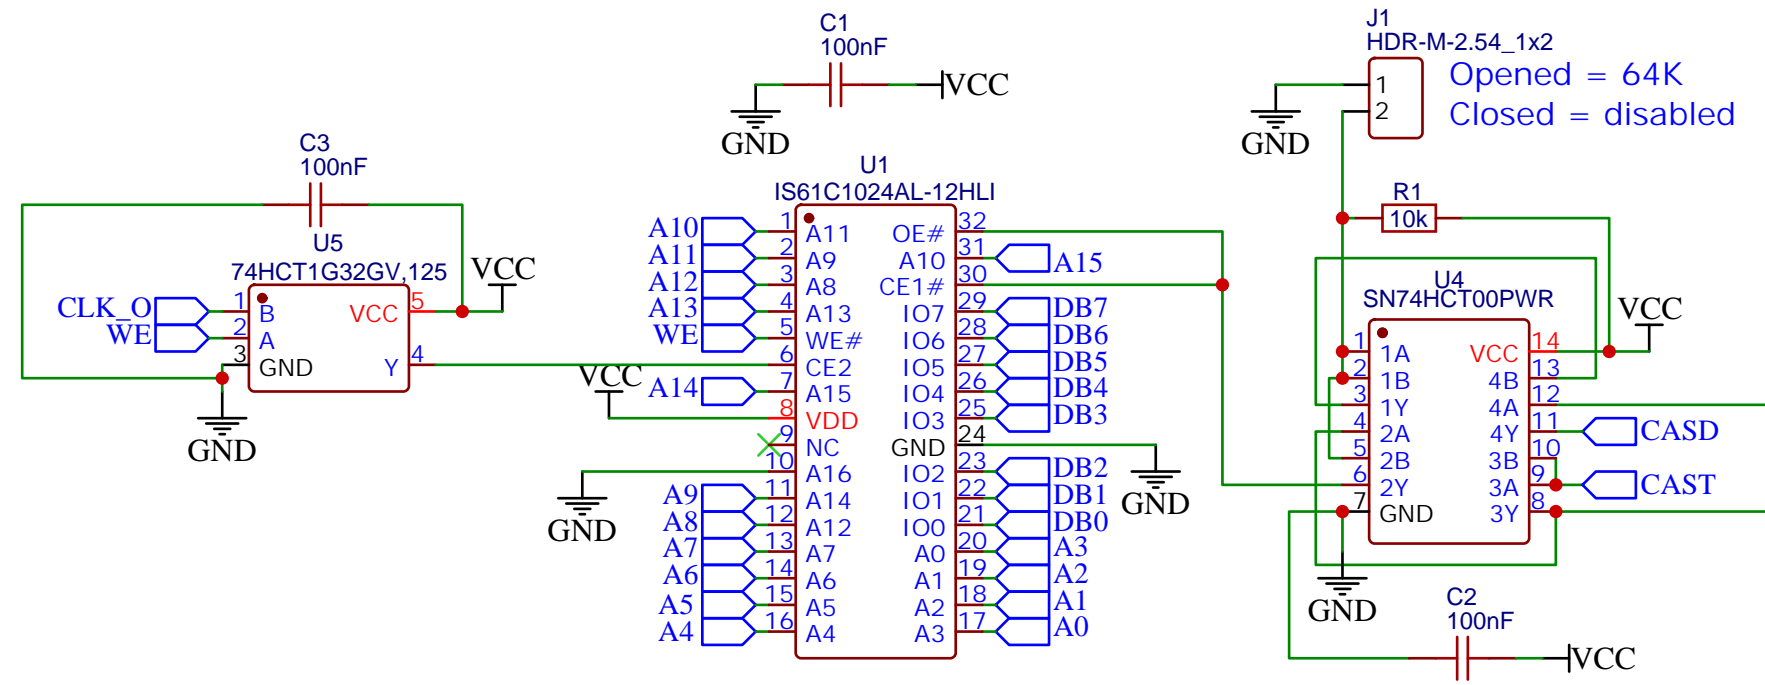 C1
100nF
VCC
GND
J1
HDR-M-2.54_1x2
1
2
Opened = 64K
Closed = disabled
GND
C3
100nF
U5
74HCT1G32GV,125
VCC
CLK_O
WE
1
2
3
B
A
GND
VCC
Y
5
4
GND
U1
IS61C1024AL-12HLI
A10 1 A11 OE# 32
A11 2 A9 A10 31 A15
A12 3 A8 CE1# 30
A13 4 A13 IO7 29 DB7
WE 5 WE# IO6 28 DB6
6 CE2 IO5 27 DB5
VCC
A14 7 A15 IO4 26 DB4
8 VDD IO3 25 DB3
9 NC GND 24
10 A16 IO2 23 DB2
A9 11 A14 IO1 22 DB1
A8 12 A12 IO0 21 DB0
A7 13 A7 A0 20 A3
A6 14 A6 A1 19 A2
A5 15 A5 A2 18 A1
A4 16 A4 A3 17 A0
GND
GND
R1
10k
U4
SN74HCT00PWR
VCC
1 1A VCC 14
2 1B 4B 13
3 1Y 4A 12
4 2A 4Y 11 CASD
5 2B 3B 10
6 2Y 3A 9 CAST
7 GND 3Y 8
GND
C2
100nF
VCC